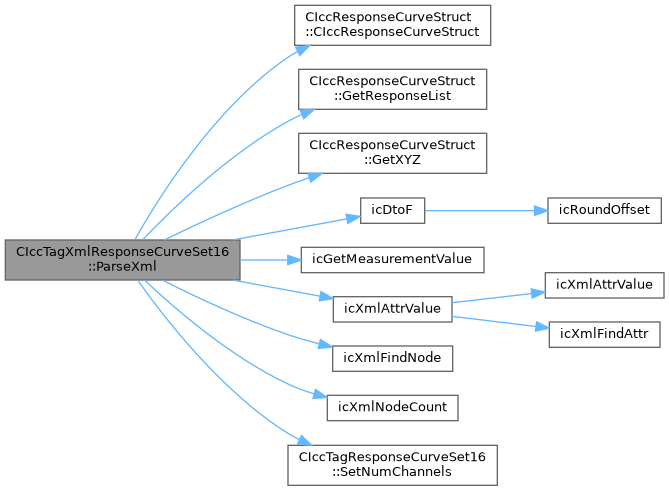 CIccResponseCurveStruct
::CIccResponseCurveStruct
CIccResponseCurveStruct
::GetResponseList
CIccResponseCurveStruct
::GetXYZ
icDtoF
icRoundOffset
CIccTagXmlResponseCurveSet16
::ParseXml
icGetMeasurementValue
icXmlAttrValue
icXmlAttrValue
icXmlFindAttr
icXmlFindNode
icXmlNodeCount
CIccTagResponseCurveSet16
::SetNumChannels